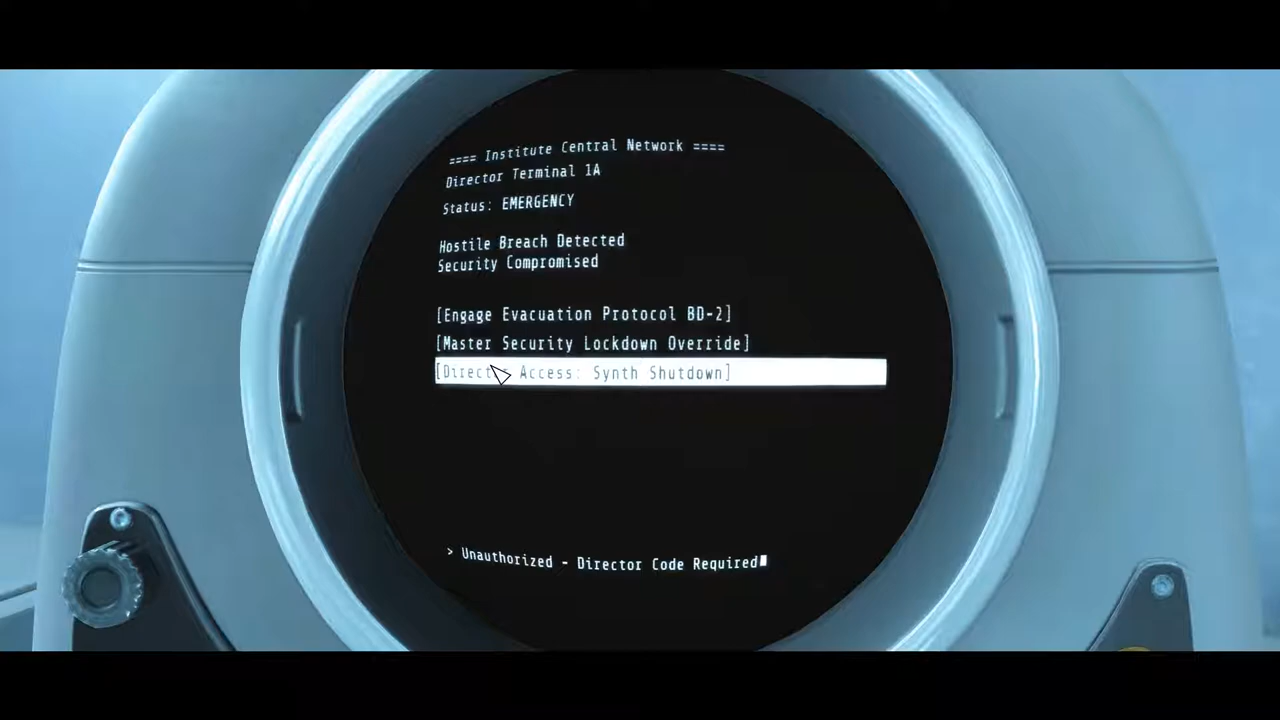 ==== Institute Central Network ====
Director Terminal 1A
Status: EMERGENCY
Hostile Breach Detected
Security Compromised
[Engage Evacuation Protocol BD-2]
[Master Security Lockdown Override]
[Direct Access: Synth Shutdown]
> Unauthorized - Director Code Required